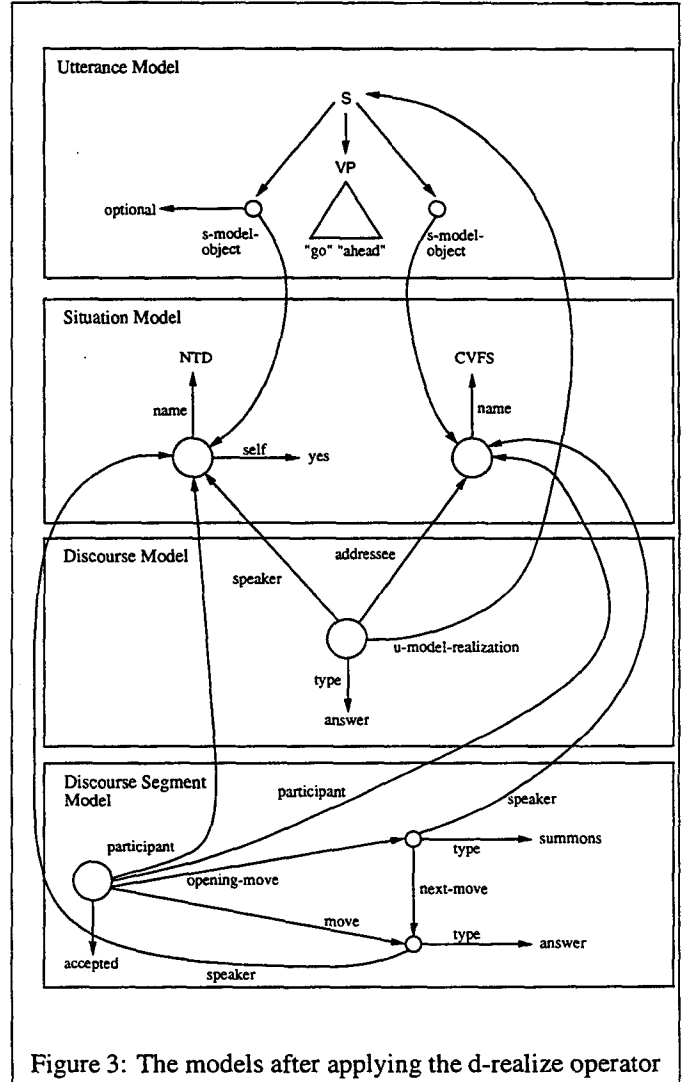 Utterance Model
S
VP
optional
s-model-
object
"go" "ahead"
s-model-
object
Situation Model
NTD
CVFS
name
name
self
yes
Discourse Model
addressee
speaker
u-model-realization
type
answer
Discourse Segment
Model
participant
speaker
participant
type
summons
opening-move
next-move
move
type
answer
accepted
speaker
Figure 3: The models after applying the d-realize operator